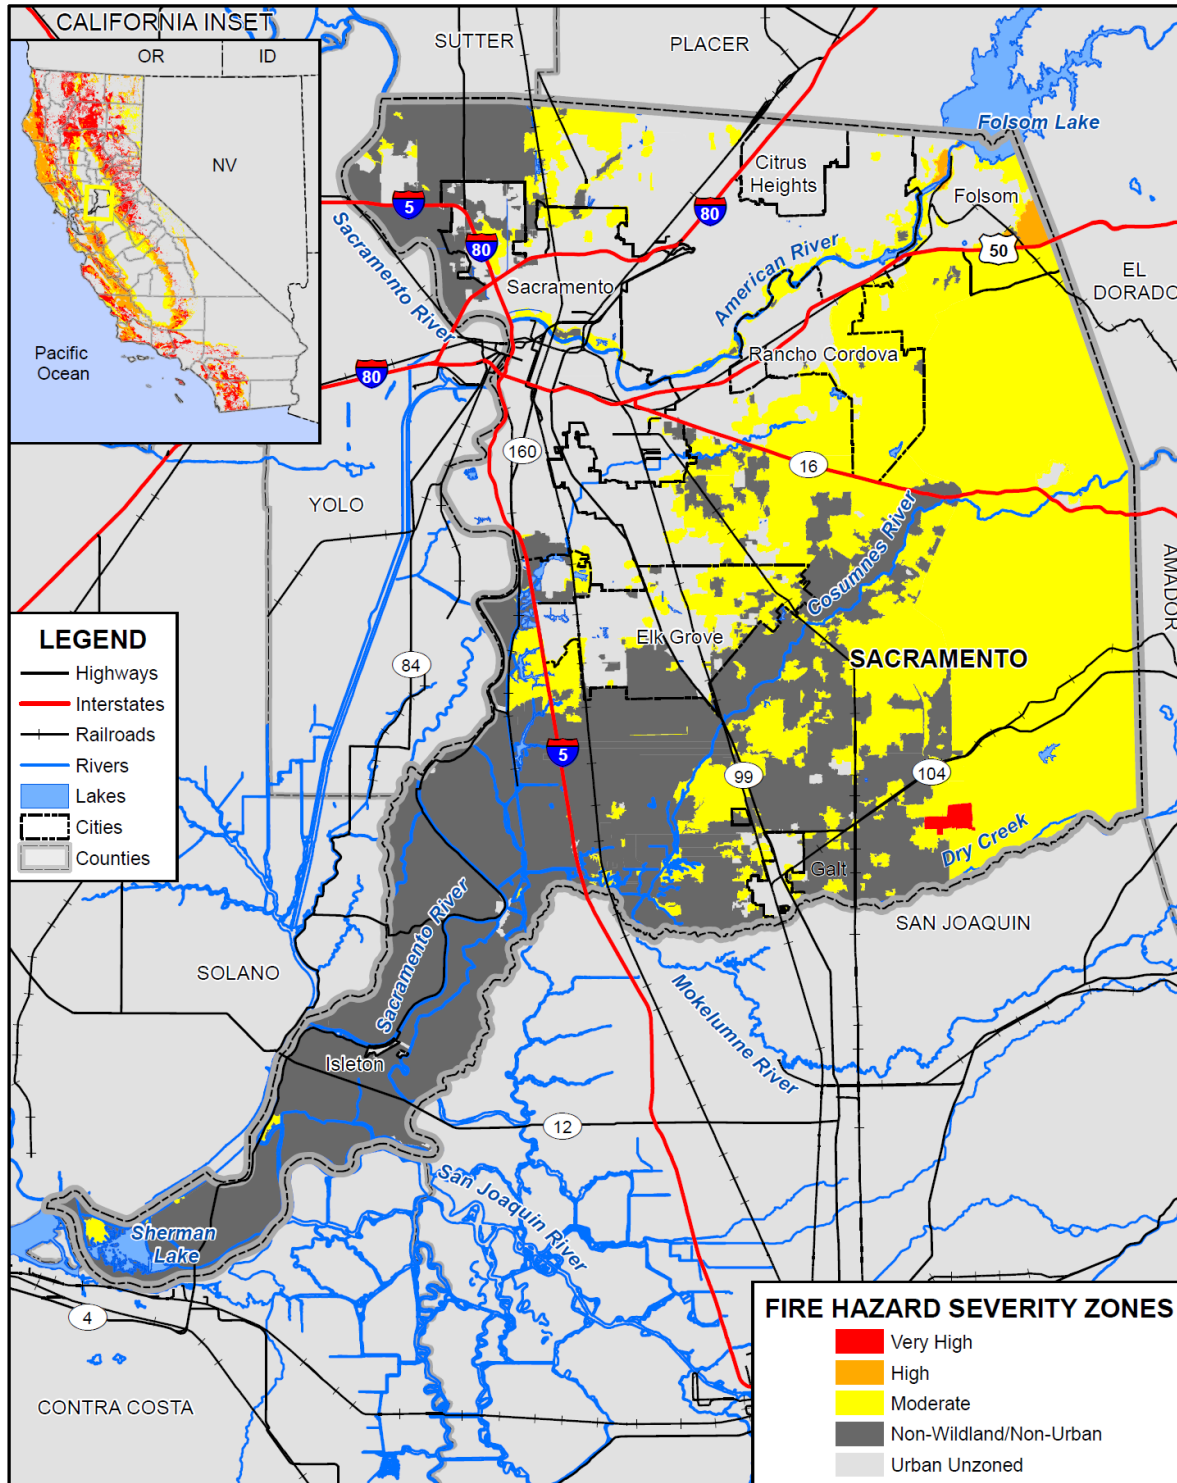 CALIFORNIA INSET
OR
ID
NV
Pacific
Ocean
SUTTER
PLACER
Folsom Lake
Citrus
Heights
Folsom
5
80
80
50
Sacramento River
Sacramento
American River
EL
DORADO
Rancho Cordova
80
160
16
YOLO
Cosumnes River
AMADOR
Elk Grove
SACRAMENTO
84
5
99
104
Dry Creek
Galt
SAN JOAQUIN
LEGEND
Highways
Interstates
Railroads
Rivers
Lakes
Cities
Counties
SOLANO
Sacramento River
Mokelumne River
Isleton
12
San Joaquin River
Sherman
Lake
4
CONTRA COSTA
FIRE HAZARD SEVERITY ZONES
Very High
High
Moderate
Non-Wildland/Non-Urban
Urban Unzoned